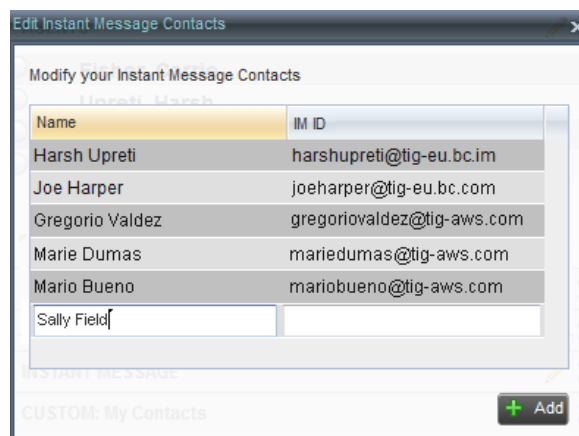 Edit Instant Message Contacts
Modify your Instant Message Contacts
Upreti, Harsh
Name IM ID
Harsh Upreti harshupreti@tig-eu.bc.im
Joe Harper joeharper@tig-eu.bc.com
Gregorio Valdez gregoriovaldez@tig-aws.com
Marie Dumas mariedumas@tig-aws.com
Mario Bueno mariobueno@tig-aws.com
Sally Field
INSTANT MESSAGE
CUSTOM: My Contacts
Add